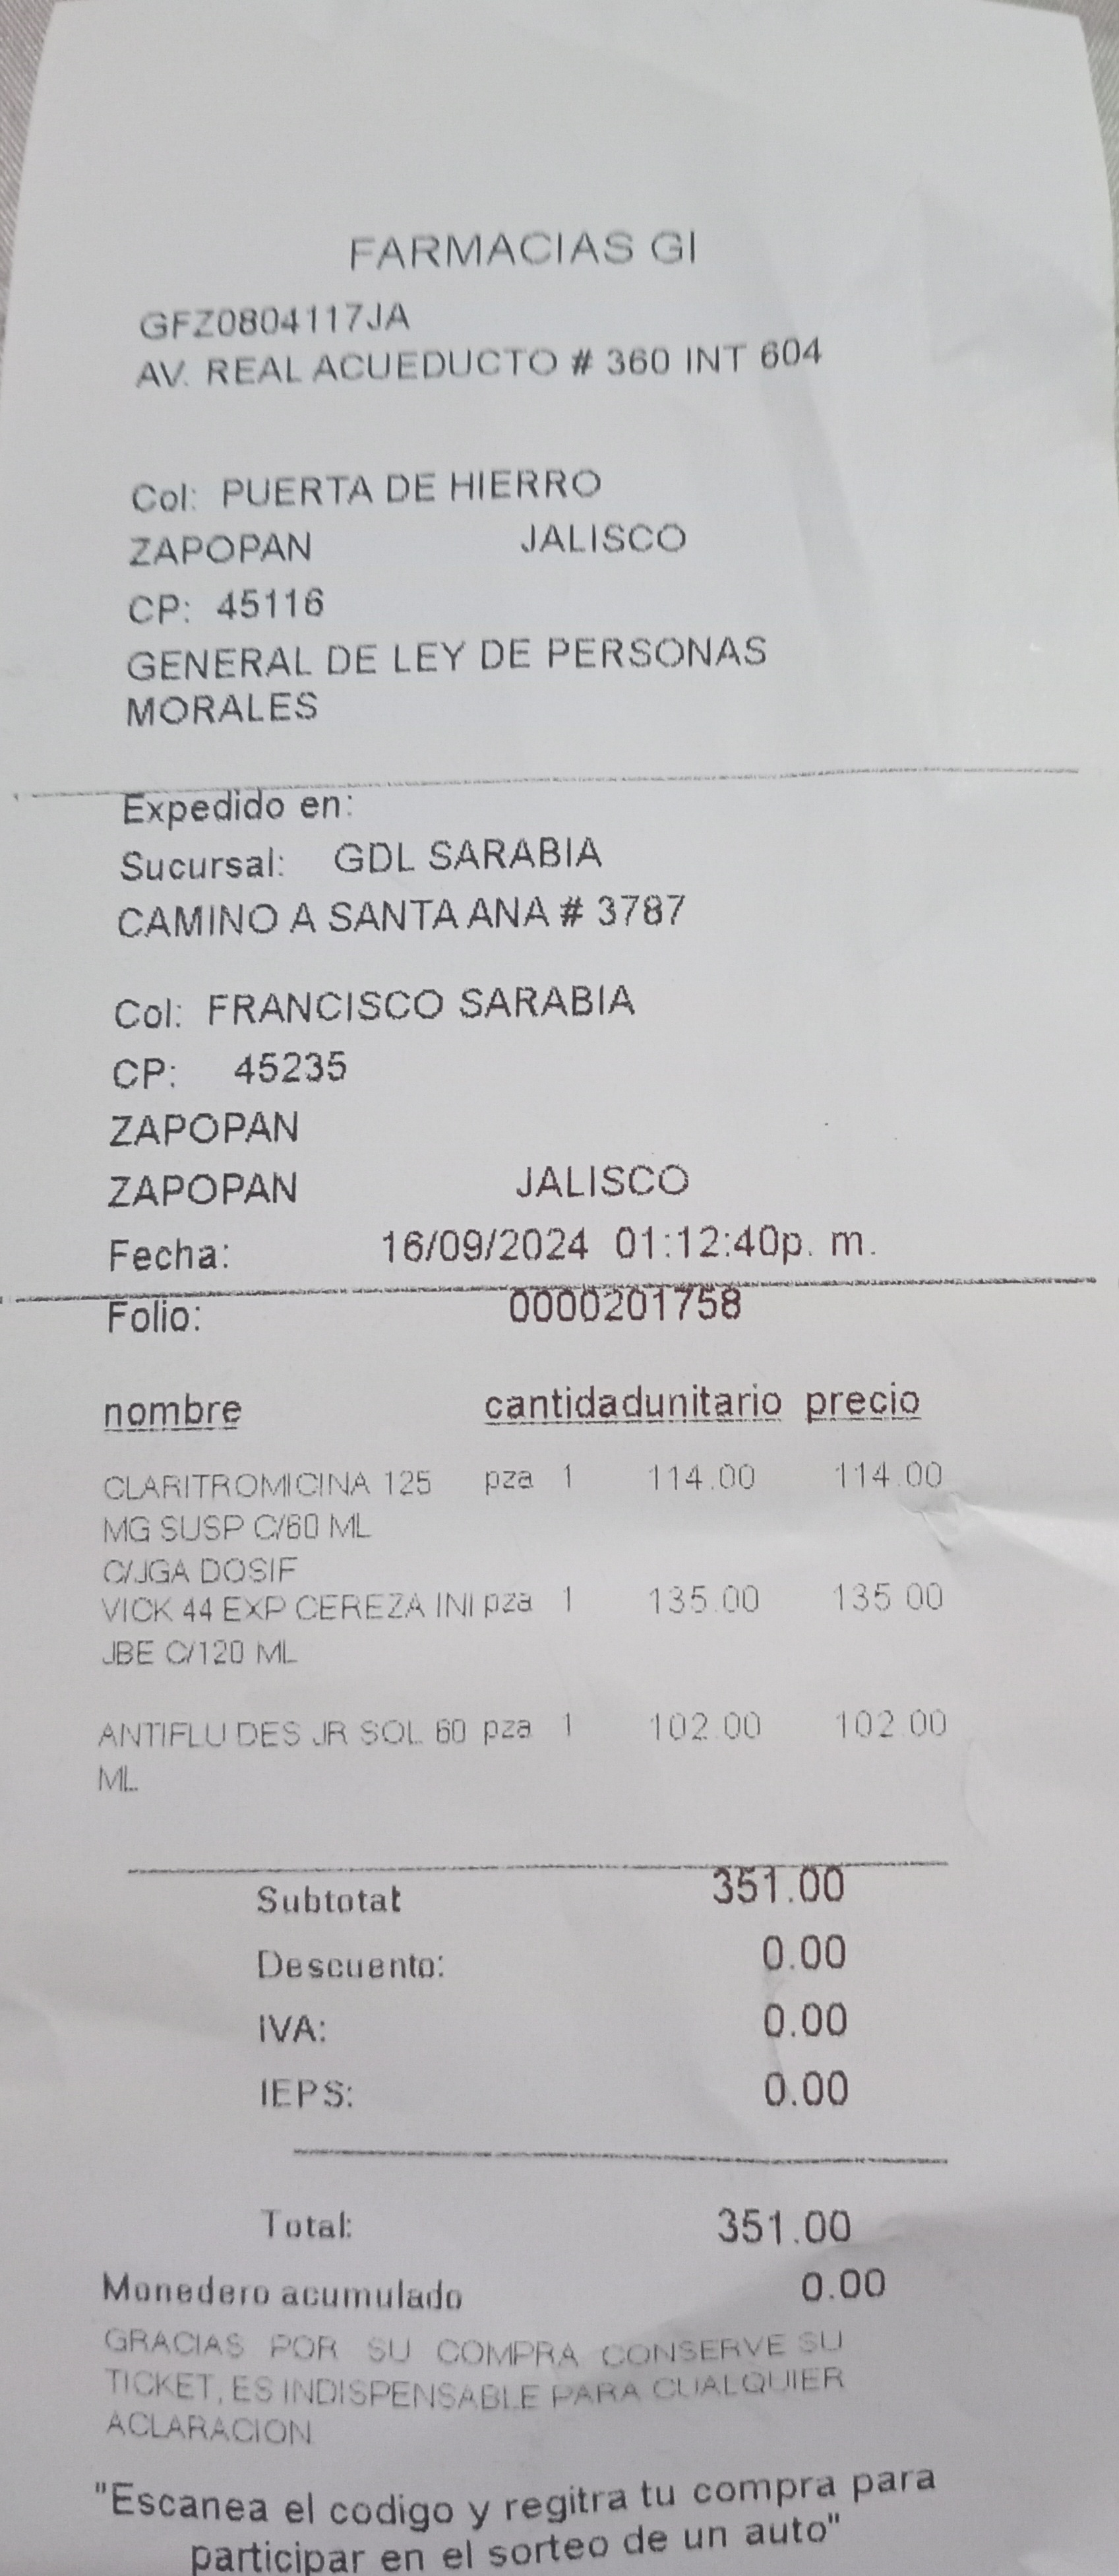 FARMACIAS GI
GFZ0804117JA
AV. REAL ACUEDUCTO # 360 INT 604
Col: PUERTA DE HIERRO
ZAPOPAN JALISCO
CP: 45116
GENERAL DE LEY DE PERSONAS
MORALES
Expedido en:
Sucursal: GDL SARABIA
CAMINO A SANTA ANA # 3787
Col: FRANCISCO SARABIA
CP: 45235
ZAPOPAN
ZAPOPAN JALISCO
Fecha: 16/09/2024 01:12:40p. m.
Folio: 0000201758
nombre cantidadunitario precio
CLARITROMICINA 125 pza 1 114.00 114.00
MG SUSP C/60 ML
C/JGA DOSIF
VICK 44 EXP CEREZA INI pza 1 135.00 135.00
JBE C/120 ML
ANTIFLU DES JR SOL 60 pza 1 102.00 102.00
ML
Subtotal: 351.00
Descuento: 0.00
IVA: 0.00
IEPS: 0.00
Total: 351.00
Monedero acumulado 0.00
GRACIAS POR SU COMPRA CONSERVE SU
TICKET, ES INDISPENSABLE PARA CUALQUIER
ACLARACION
"Escanea el codigo y regitra tu compra para
participar en el sorteo de un auto"